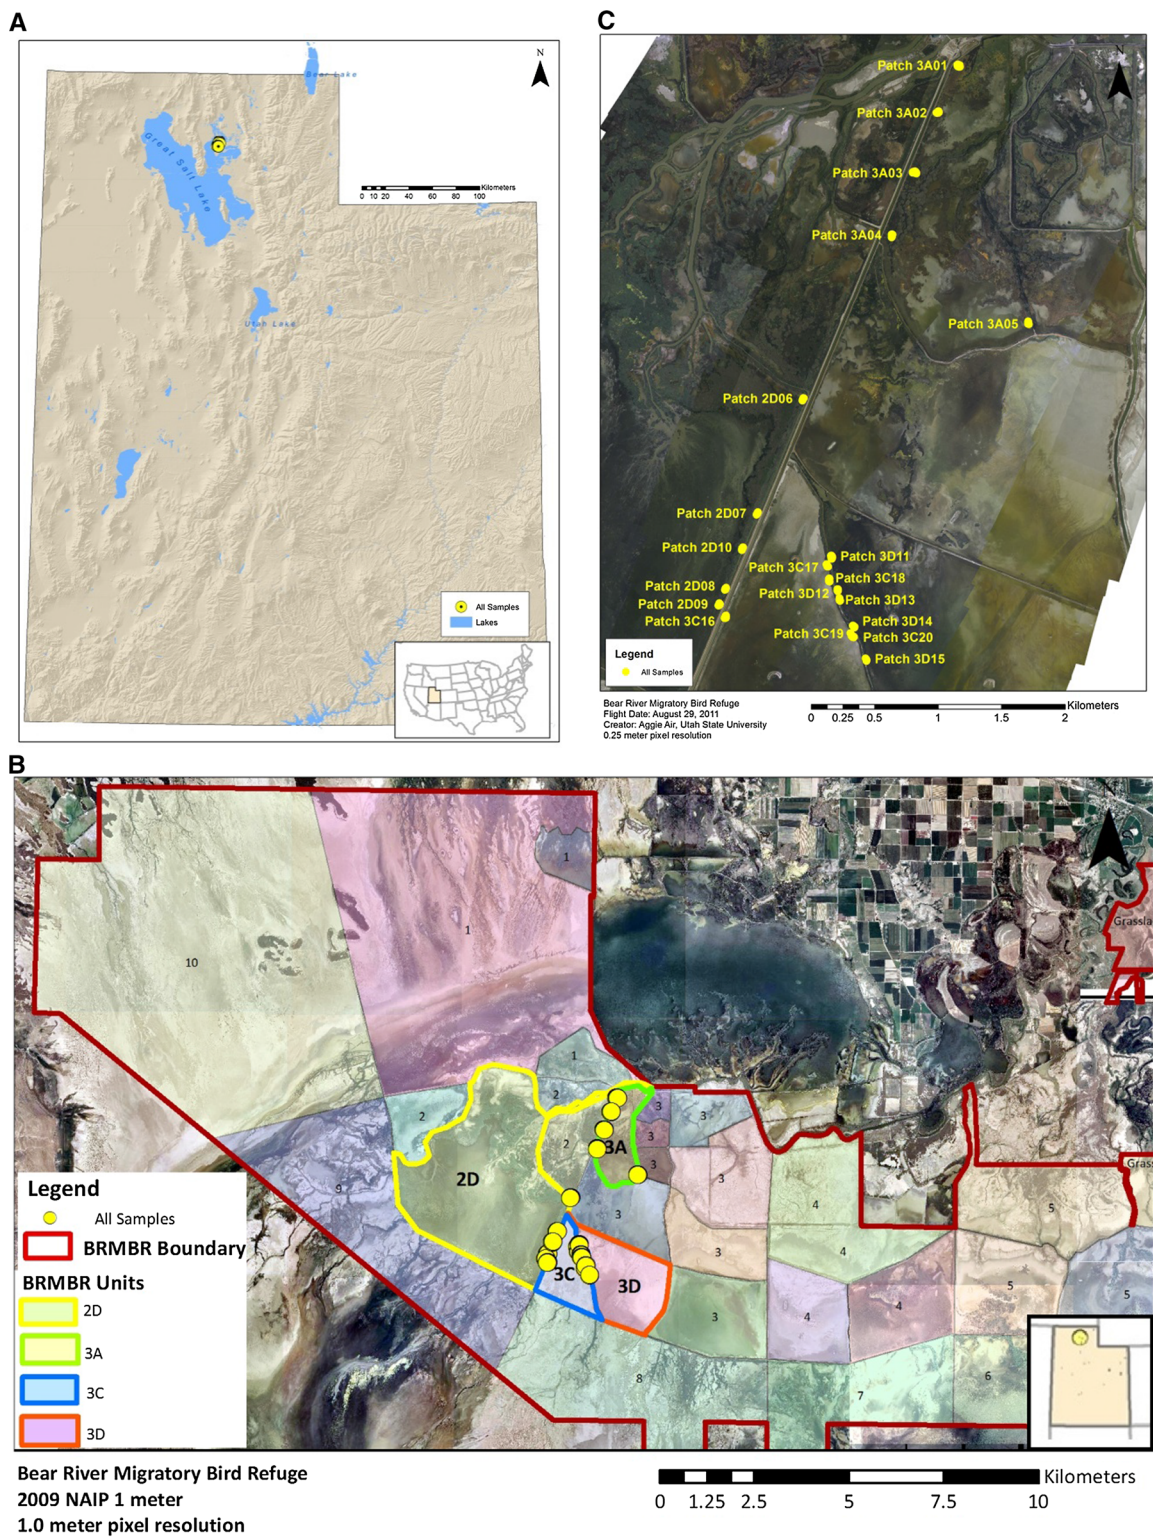 A
N
Bear Lake
Great Salt Lake
Kilometers
0 10 20 40 60 80 100
Utah Lake
All Samples
Lakes
C
N
Patch 3A01
Patch 3A02
Patch 3A03
Patch 3A04
Patch 3A05
Patch 2D06
Patch 2D07
Patch 2D10
Patch 3D11
Patch 3C17
Patch 3C18
Patch 2D08
Patch 3D12
Patch 3D13
Patch 2D09
Patch 3C16
Patch 3D14
Patch 3C19
Patch 3C20
Patch 3D15
Legend
All Samples
Bear River Migratory Bird Refuge
Flight Date: August 29, 2011
Creator: Aggie Air, Utah State University
0.25 meter pixel resolution
Kilometers
0 0.25 0.5 1 1.5 2
B
1
Grassla
1
10
1
2
2
3
3
2
3A
3
3
Grass
2D
3
9
4
5
3
3
4
5
3C
3D
5
4
4
3
8
7
6
Legend
All Samples
BRMBR Boundary
BRMBR Units
2D
3A
3C
3D
Bear River Migratory Bird Refuge
2009 NAIP 1 meter
1.0 meter pixel resolution
Kilometers
0 1.25 2.5 5 7.5 10